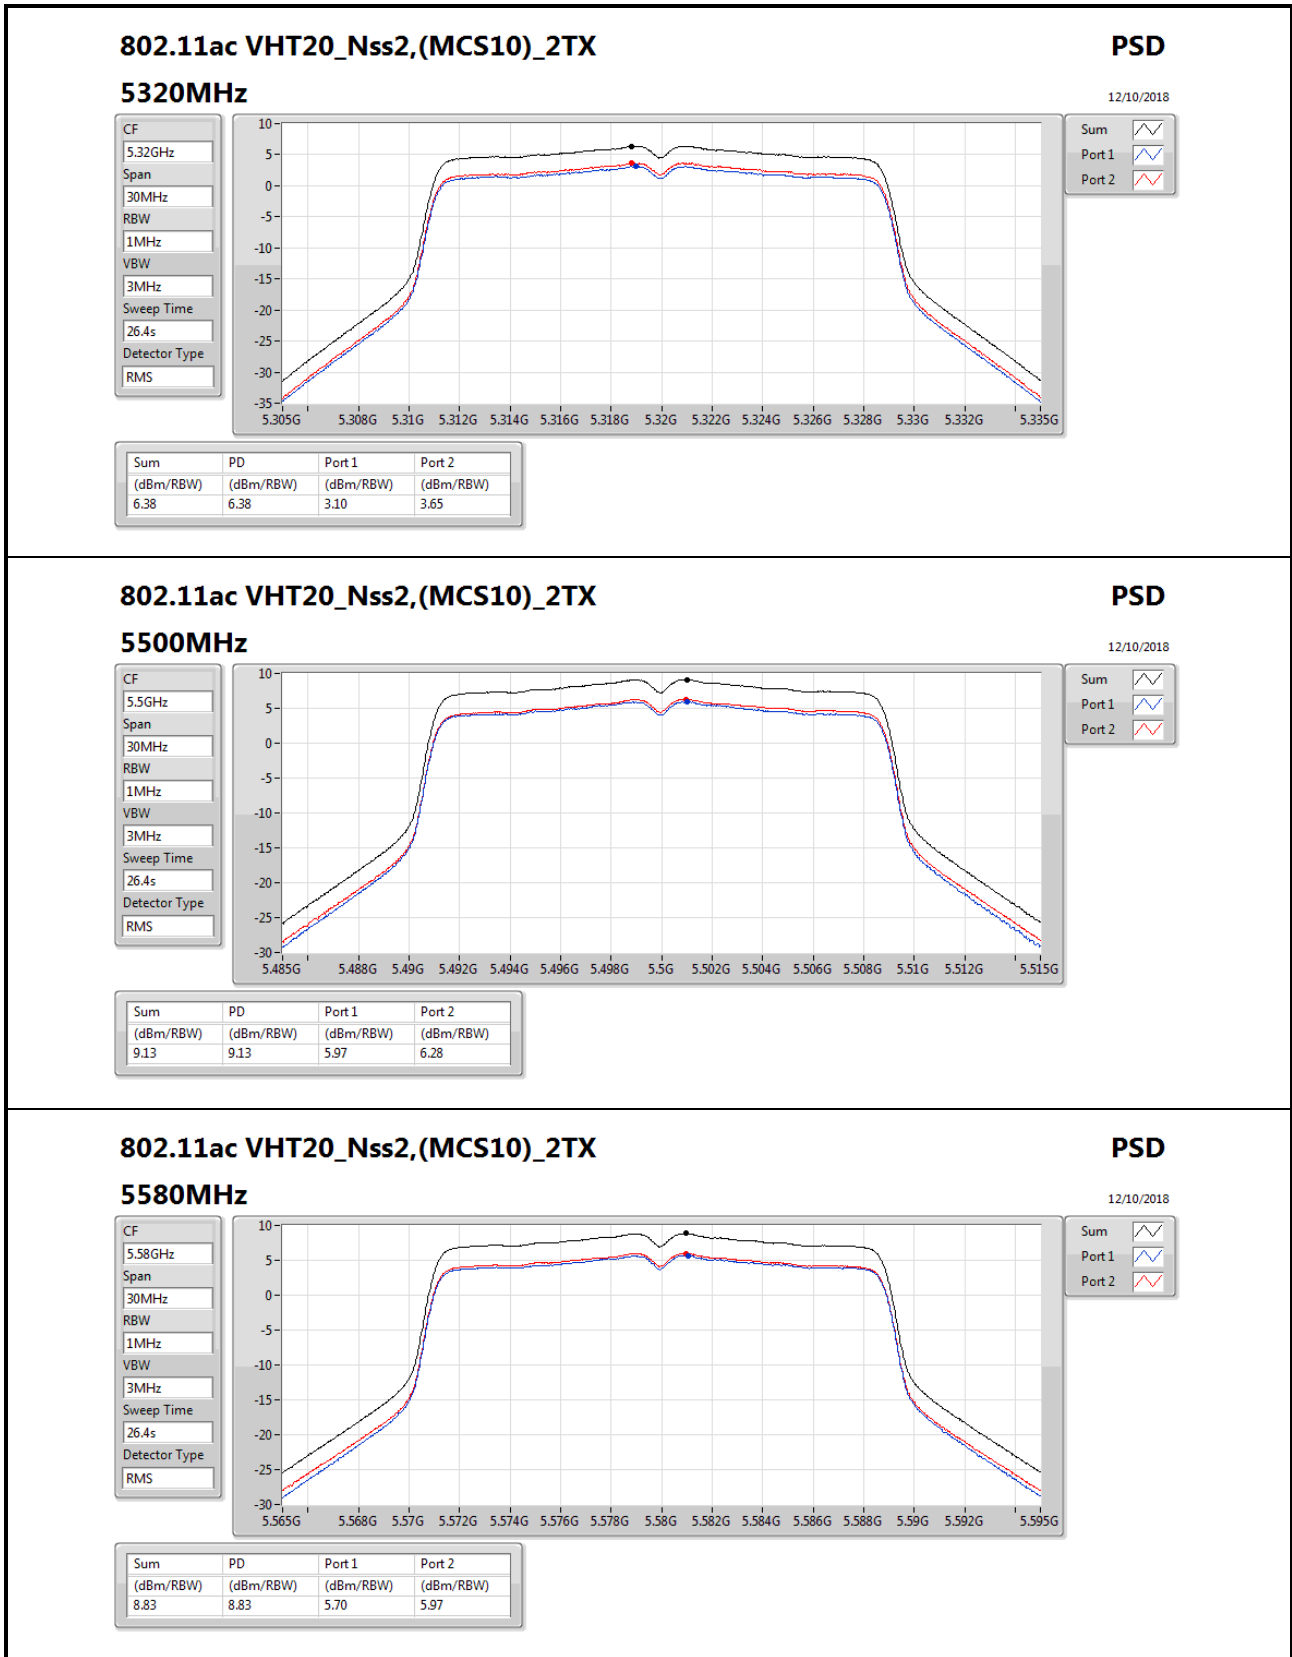 802.11ac VHT20_Nss2,(MCS10)_2TX PSD
5320MHz 12/10/2018
CF
5.32GHz
Span
30MHz
RBW
1MHz
VBW
3MHz
Sweep Time
26.4s
Detector Type
RMS
10
5
0
-5
-10
-15
-20
-25
-30
-35
5.305G 5.308G 5.31G 5.312G 5.314G 5.316G 5.318G 5.32G 5.322G 5.324G 5.326G 5.328G 5.33G 5.332G 5.335G
Sum
Port 1
Port 2
Sum PD Port 1 Port 2
(dBm/RBW) (dBm/RBW) (dBm/RBW) (dBm/RBW)
6.38 6.38 3.10 3.65
802.11ac VHT20_Nss2,(MCS10)_2TX PSD
5500MHz 12/10/2018
CF
5.5GHz
Span
30MHz
RBW
1MHz
VBW
3MHz
Sweep Time
26.4s
Detector Type
RMS
10
5
0
-5
-10
-15
-20
-25
-30
5.485G 5.488G 5.49G 5.492G 5.494G 5.496G 5.498G 5.5G 5.502G 5.504G 5.506G 5.508G 5.51G 5.512G 5.515G
Sum
Port 1
Port 2
Sum PD Port 1 Port 2
(dBm/RBW) (dBm/RBW) (dBm/RBW) (dBm/RBW)
9.13 9.13 5.97 6.28
802.11ac VHT20_Nss2,(MCS10)_2TX PSD
5580MHz 12/10/2018
CF
5.58GHz
Span
30MHz
RBW
1MHz
VBW
3MHz
Sweep Time
26.4s
Detector Type
RMS
10
5
0
-5
-10
-15
-20
-25
-30
5.565G 5.568G 5.57G 5.572G 5.574G 5.576G 5.578G 5.58G 5.582G 5.584G 5.586G 5.588G 5.59G 5.592G 5.595G
Sum
Port 1
Port 2
Sum PD Port 1 Port 2
(dBm/RBW) (dBm/RBW) (dBm/RBW) (dBm/RBW)
8.83 8.83 5.70 5.97